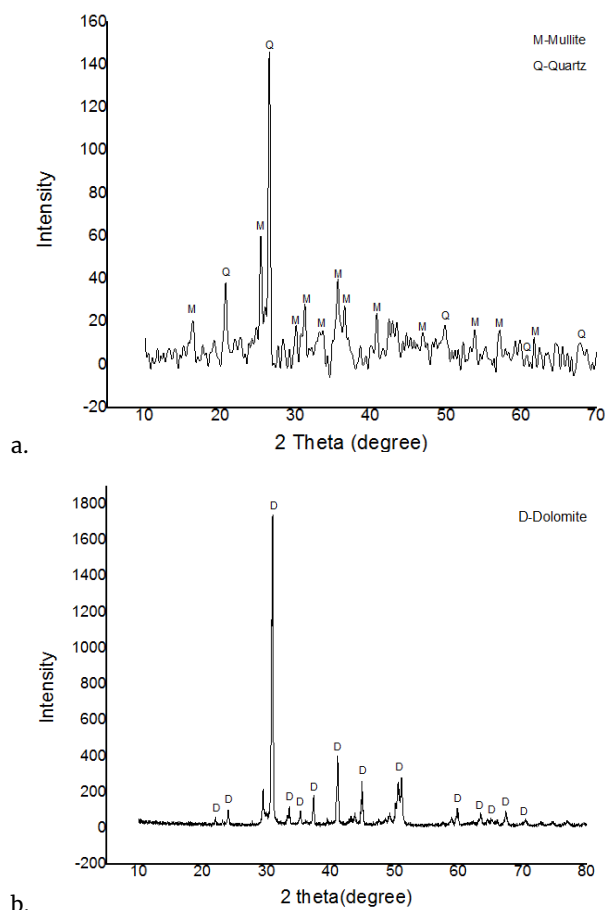 160
M-Mullite
Q
140
Q-Quartz
120
100
80
Intensity
60
M
40
Q
M
M
M M
20
M
M
M
M
Q
M
M
M
Q
Q
0
-20
10 20 30 40 50 60 70
2 Theta (degree)
a.
1800
D
D-Dolomite
1600
1400
1200
1000
Intensity
800
600
400
D
D
D
200
D
D
D
D
D
D
D
D
D
D
0
-200
10 20 30 40 50 60 70 80
2 theta(degree)
b.